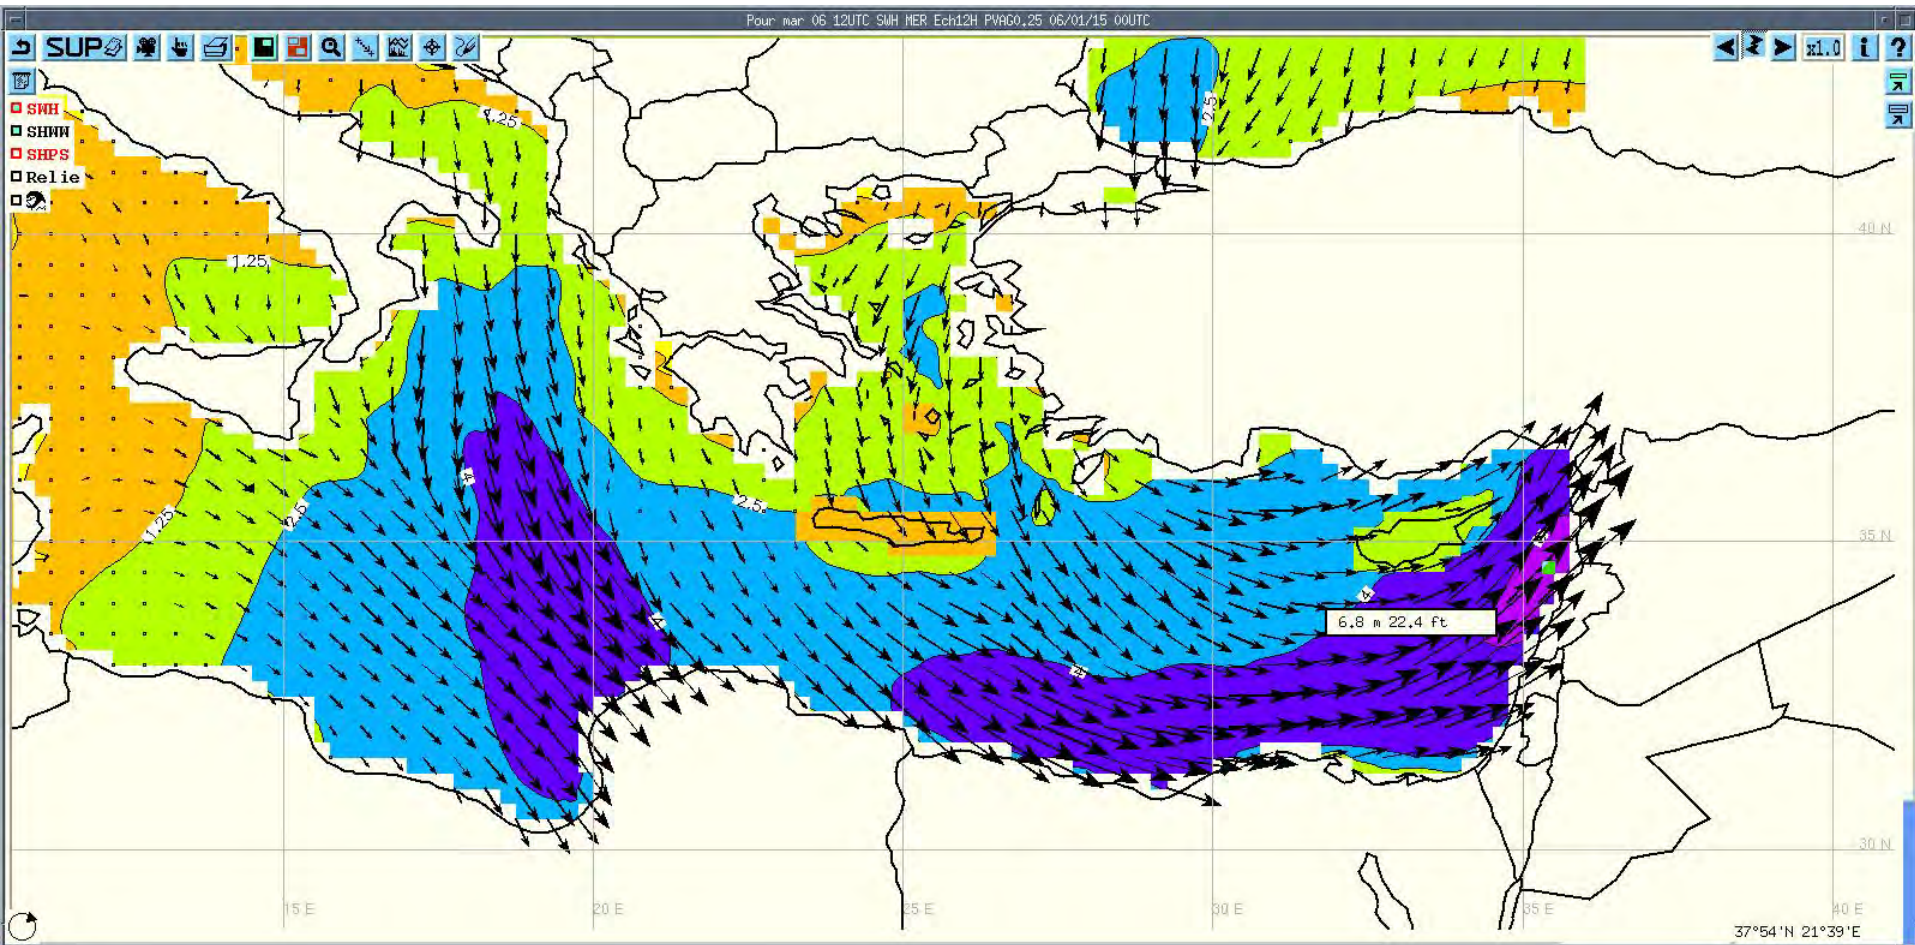 Pour mar 06 12UTC SWH MER Ech12H PVAG0.25 06/01/15 00UTC
SUP
x1.0
i
?
SWH
SHWW
SHPS
Relie
1.25
2.5
40 N
1.25
4
2.5
2.5
1.25
35 N
4
6.8 m 22.4 ft
4
4
30 N
15 E
20 E
25 E
30 E
35 E
40 E
37°54'N 21°39'E